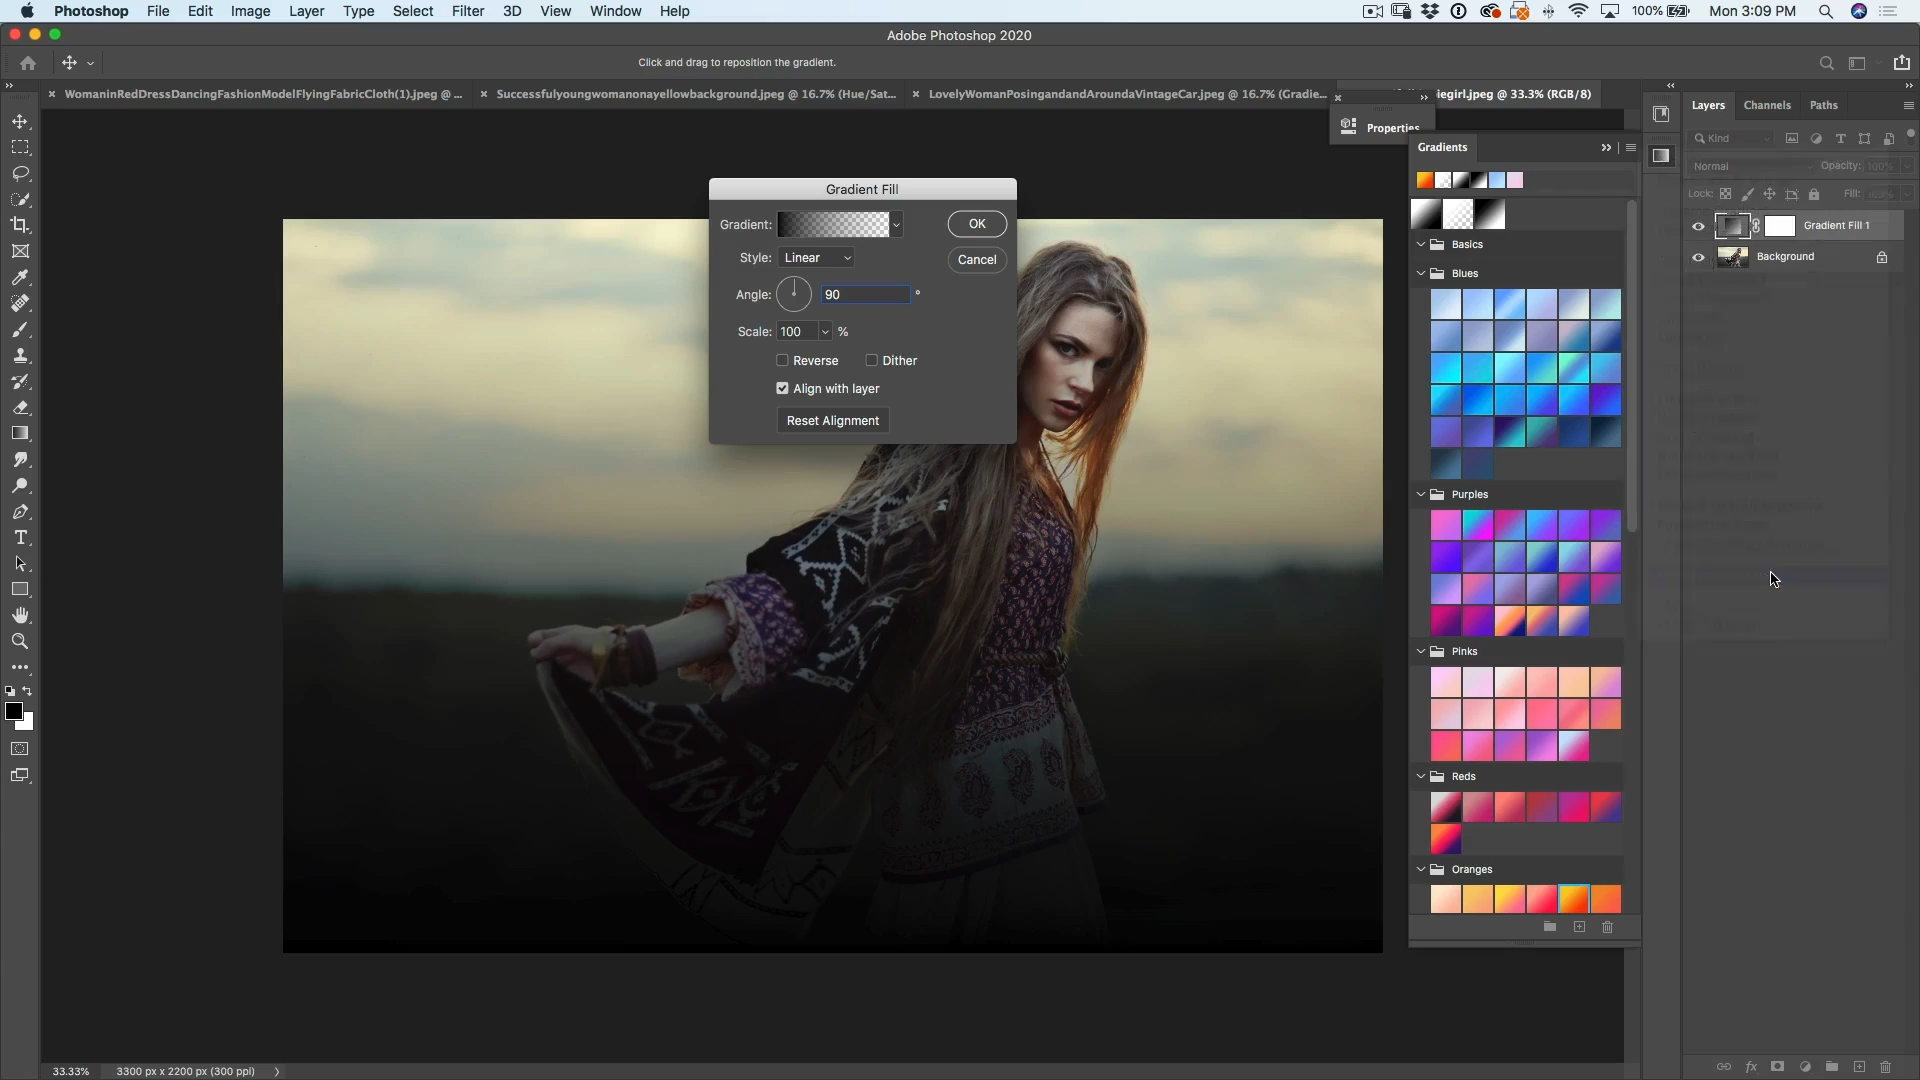 Photoshop File Edit Image Layer Type Select Filter 3D View Window Help 100% Mon 3:09 PM
Adobe Photoshop 2020
Click and drag to reposition the gradient.
WomaninRedDressDancingFashionModelFlyingFabricCloth(1).jpeg @ ... Successfulyoungwomanonayellowbackground.jpeg @ 16.7% (Hue/Sat... LovelyWomanPosingandandAroundaVintageCar.jpeg @ 16.7% (Gradie... iegirl.jpeg @ 33.3% (RGB/8)
Properties
Gradients
Layers Channels Paths
Kind
Normal Opacity: 100%
Lock: Fill:
Gradient Fill 1
Background
Gradient Fill
Gradient: OK
Style: Linear Cancel
Angle: 90 °
Scale: 100 %
Reverse Dither
Align with layer
Reset Alignment
Basics
Blues
Purples
Pinks
Reds
Oranges
33.33% 3300 px x 2200 px (300 ppi)